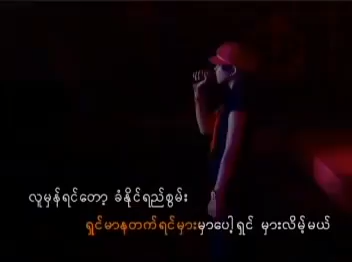 လူမှန်ရင်တော့ ခံနိုင်ရည်စွမ်း
ရှင်မာနတက်ရင်မှားမှာပေါ့ရှင် မှားလိမ့်မယ်